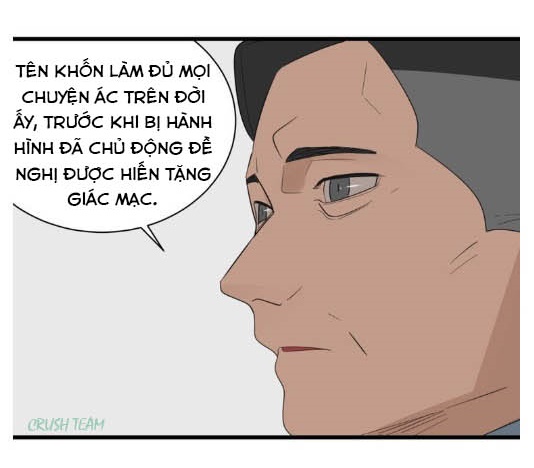 TÊN KHỐN LÀM ĐỦ MỌI
CHUYỆN ÁC TRÊN ĐỜI
ẤY, TRƯỚC KHI BỊ HÀNH
HÌNH ĐÃ CHỦ ĐỘNG ĐỀ
NGHỊ ĐƯỢC HIẾN TẶNG
GIÁC MẠC.
CRUSH TEAM